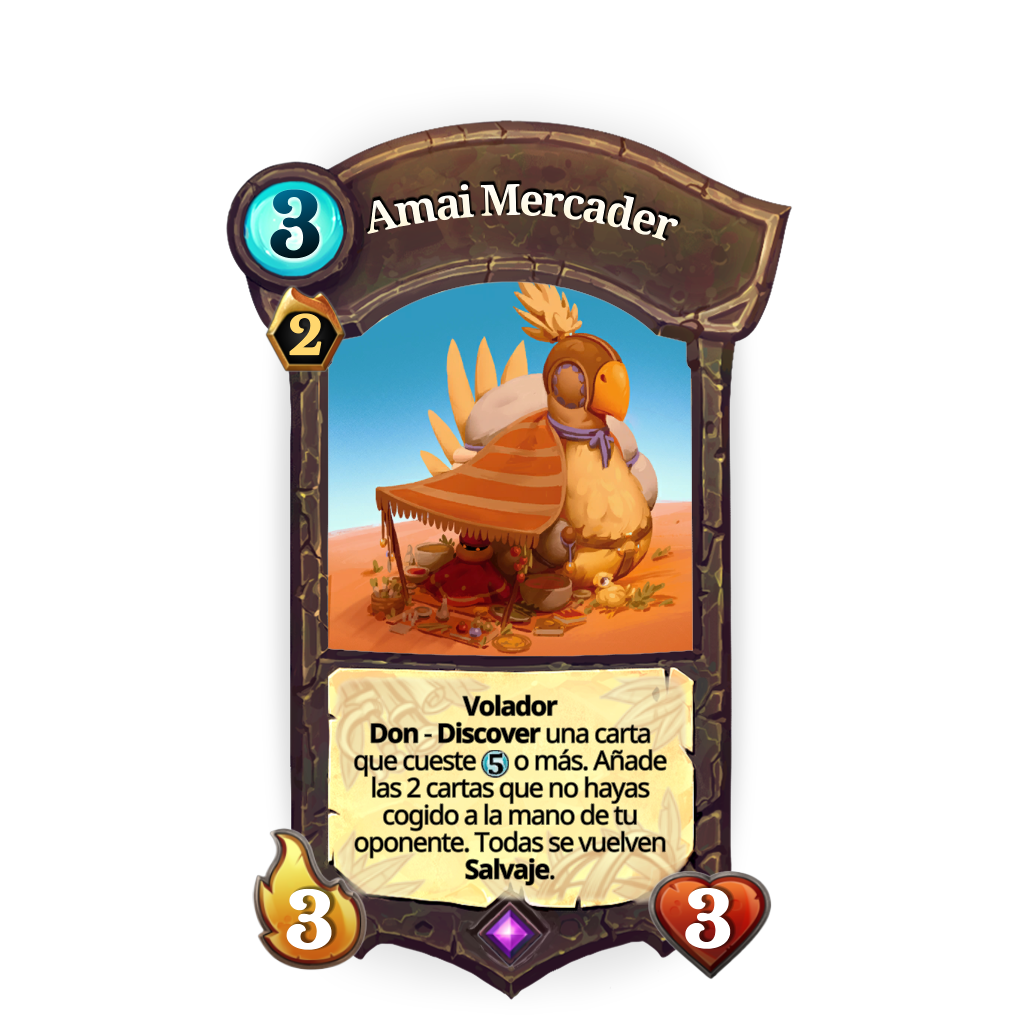 3
Amai Mercader
2
Volador
Don - Discover una carta
que cueste 5 o más. Añade
las 2 cartas que no hayas
cogido a la mano de tu
oponente. Todas se vuelven
Salvaje.
3
3